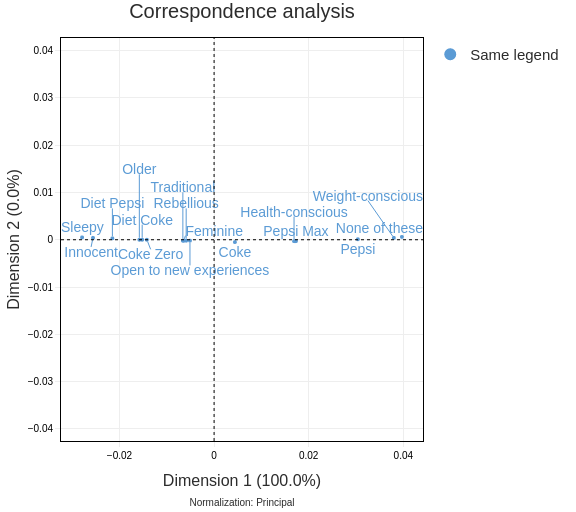 Correspondence analysis
Same legend
Dimension 2 (0.0%)
0.04
0.03
0.02
0.01
0
−0.01
−0.02
−0.03
−0.04
Older
Traditional
Weight-conscious
Diet Pepsi
Rebellious
Health-conscious
Diet Coke
Sleepy
Feminine
Pepsi Max
None of these
Innocent
Coke Zero
Coke
Pepsi
Open to new experiences
−0.02
0
0.02
0.04
Dimension 1 (100.0%)
Normalization: Principal